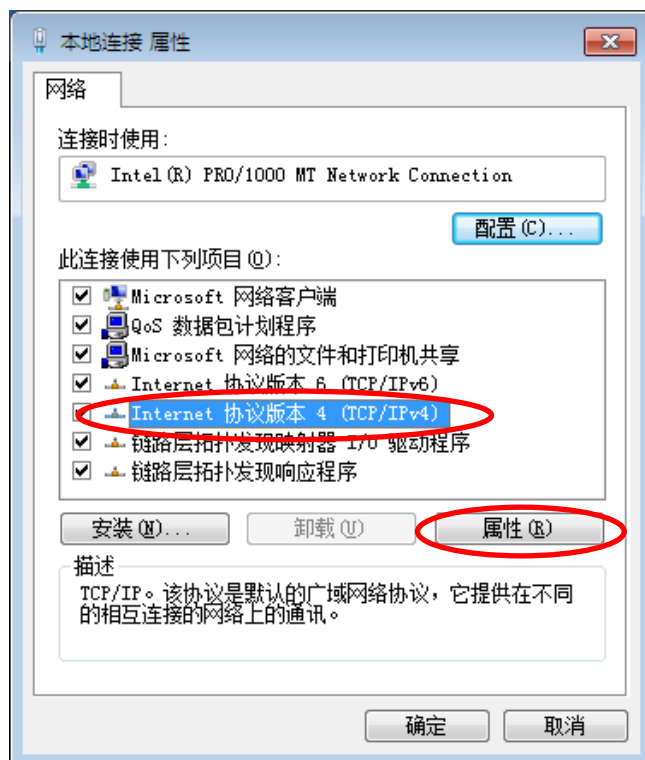 本地连接 属性
网络
连接时使用:
Intel(R) PRO/1000 MT Network Connection
配置(C)...
此连接使用下列项目(O):
Microsoft 网络客户端
QoS 数据包计划程序
Microsoft 网络的文件和打印机共享
Internet 协议版本 6 (TCP/IPv6)
Internet 协议版本 4 (TCP/IPv4)
链路层拓扑发现映射器 I/O 驱动程序
链路层拓扑发现响应程序
安装(N)... 卸载(U) 属性(R)
描述
TCP/IP。该协议是默认的广域网络协议，它提供在不同
的相互连接的网络上的通讯。
确定 取消